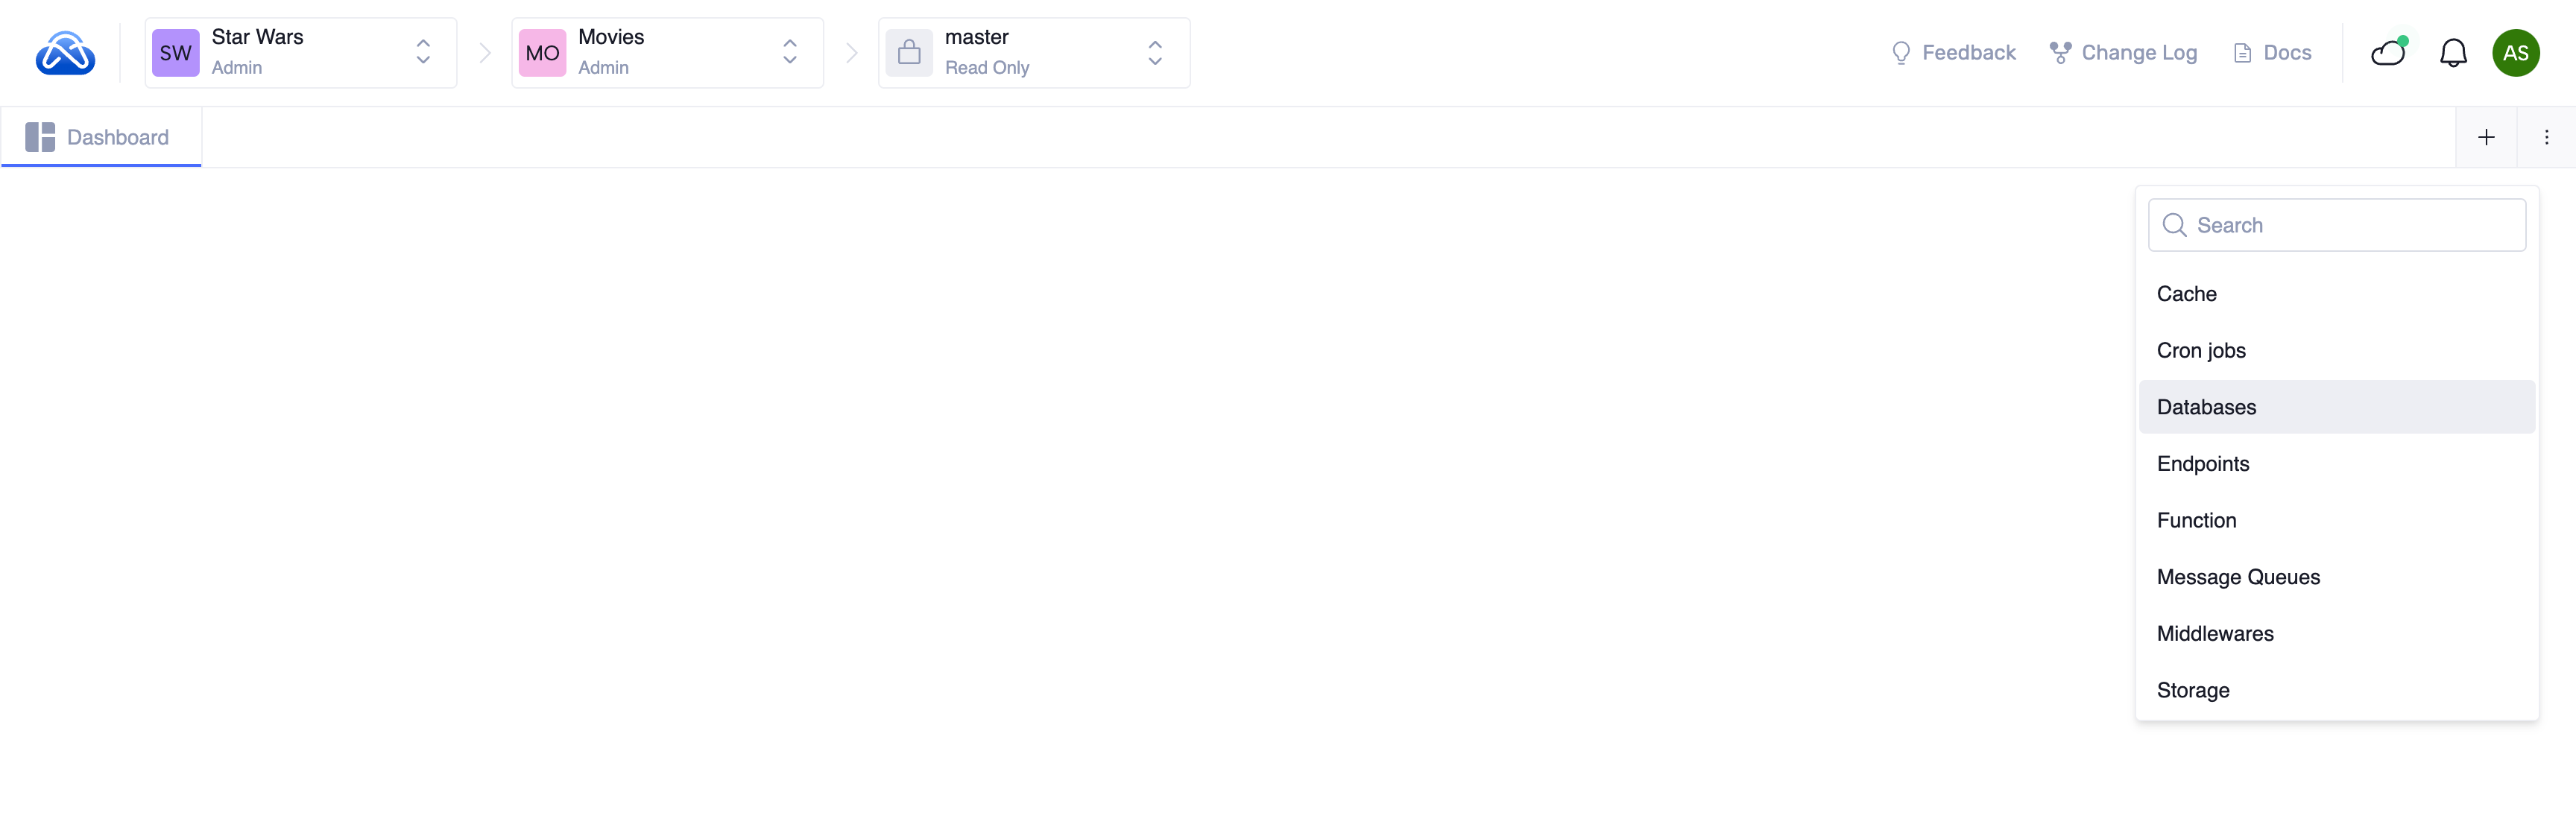 SW
Star Wars
Admin
MO
Movies
Admin
master
Read Only
Feedback
Change Log
Docs
AS
Dashboard
Search
Cache
Cron jobs
Databases
Endpoints
Function
Message Queues
Middlewares
Storage